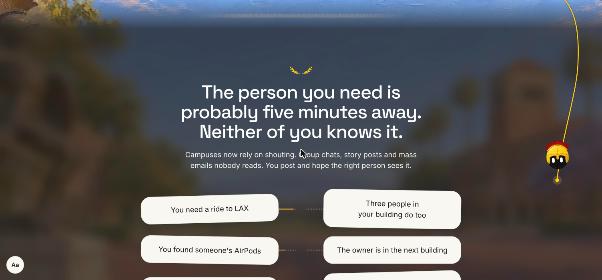 The person you need is
probably five minutes away.
Neither of you knows it.
Campuses now rely on shouting. Group chats, story posts and mass
emails nobody reads. You post and hope the right person sees it.
You need a ride to LAX
Three people in
your building do too
You found someone's AirPods
The owner is in the next building
Aa